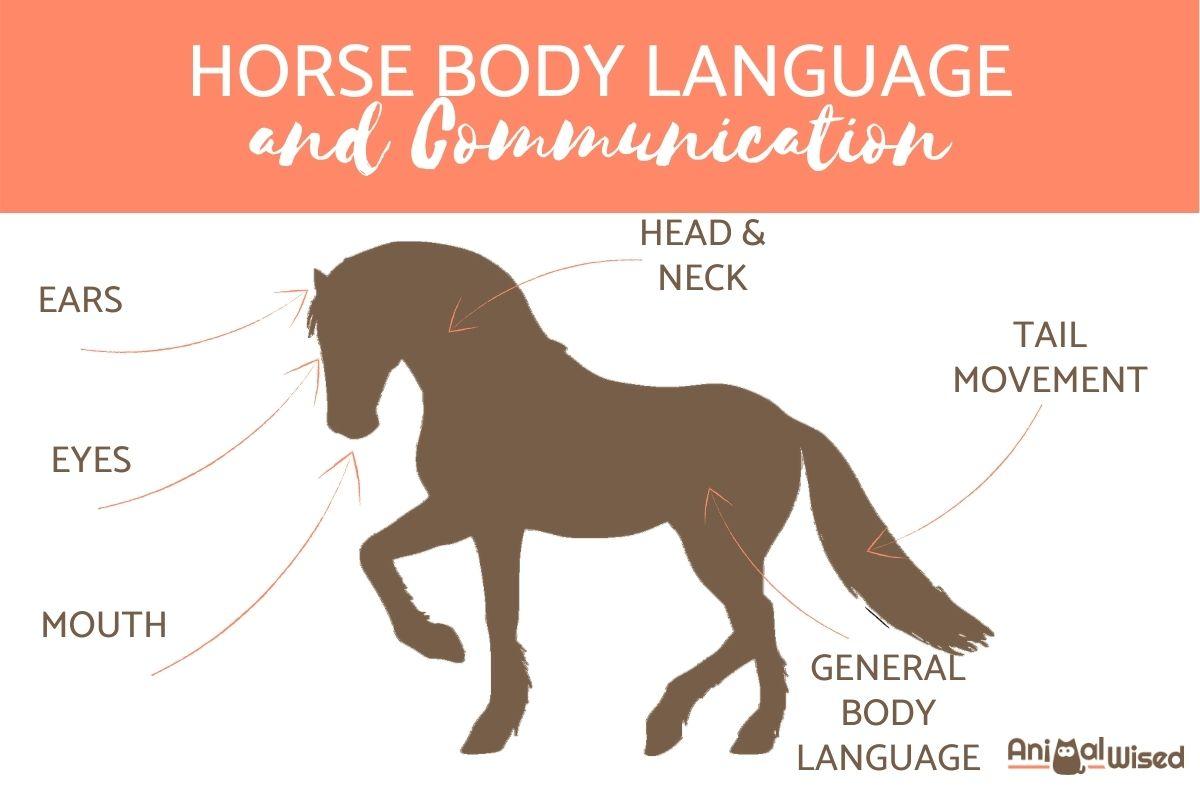 HORSE BODY LANGUAGE
and Communication
HEAD &
NECK
EARS
TAIL
MOVEMENT
EYES
MOUTH
GENERAL
BODY
LANGUAGE
AnimalWised